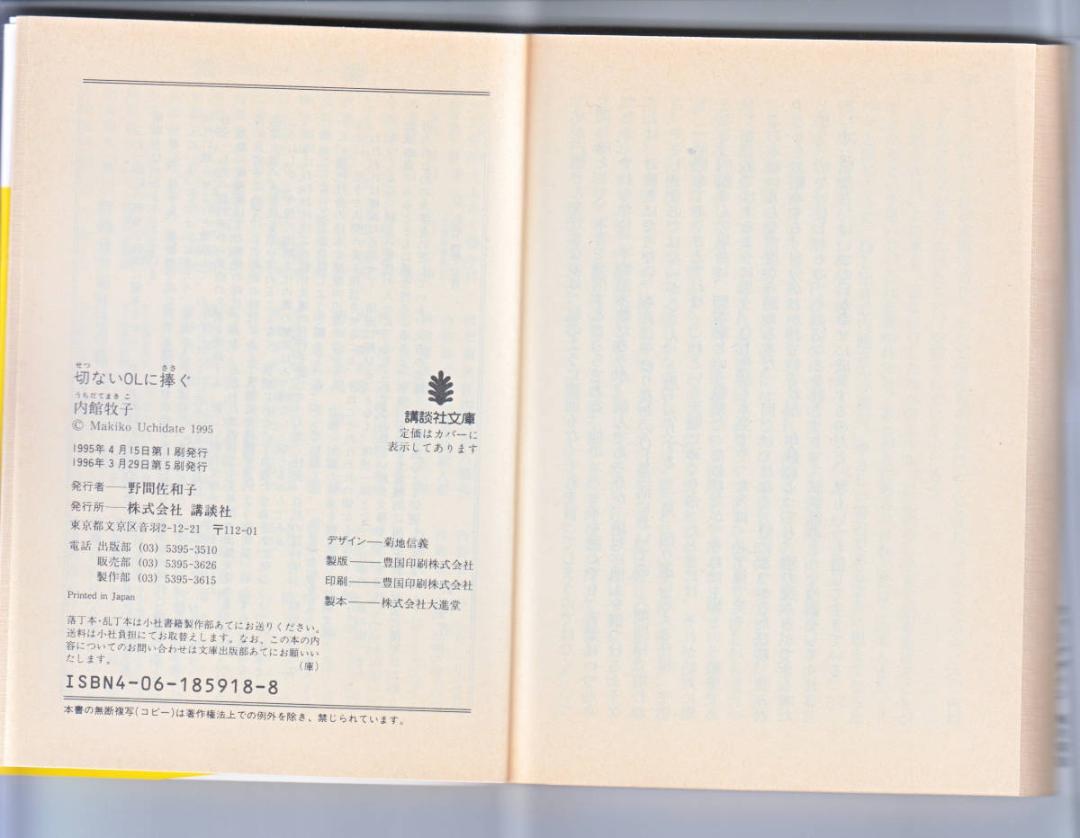 せつ ささ
切ないOLに捧ぐ
うちだてまきこ
内館牧子
© Makiko Uchidate 1995
1995年4月15日第1刷発行
1996年3月29日第5刷発行
発行者——野間佐和子
発行所——株式会社 講談社
東京都文京区音羽2-12-21 〒112-01
電話 出版部 (03) 5395-3510
販売部 (03) 5395-3626
製作部 (03) 5395-3615
Printed in Japan
落丁本・乱丁本は小社書籍製作部あてにお送りください。
送料は小社負担にてお取替えします。なお、この本の内
容についてのお問い合わせは文庫出版部あてにお願いい
たします。 (庫)
ISBN4-06-185918-8
本書の無断複写(コピー)は著作権法上での例外を除き、禁じられています。
講談社文庫
定価はカバーに
表示してあります
デザイン——菊地信義
製版———豊国印刷株式会社
印刷———豊国印刷株式会社
製本———株式会社大進堂